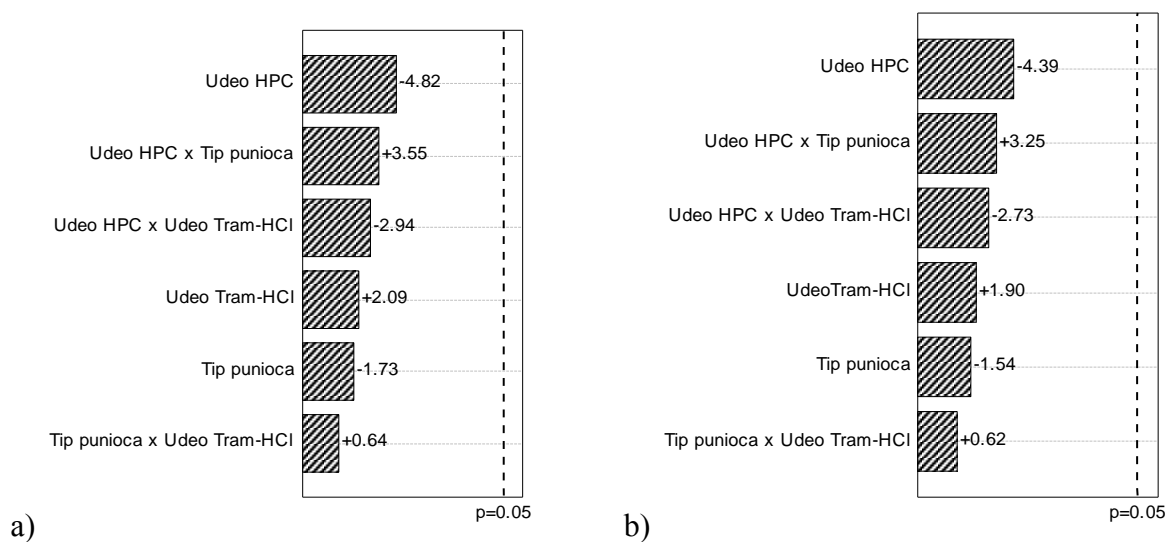 Udeo HPC
-4.82
Udeo HPC x Tip punioca
+3.55
Udeo HPC x Udeo Tram-HCl
-2.94
Udeo Tram-HCl
+2.09
Tip punioca
-1.73
Tip punioca x Udeo Tram-HCl
+0.64
p=0.05
a)
Udeo HPC
-4.39
Udeo HPC x Tip punioca
+3.25
Udeo HPC x Udeo Tram-HCl
-2.73
UdeoTram-HCl
+1.90
Tip punioca
-1.54
Tip punioca x Udeo Tram-HCl
+0.62
p=0.05
b)